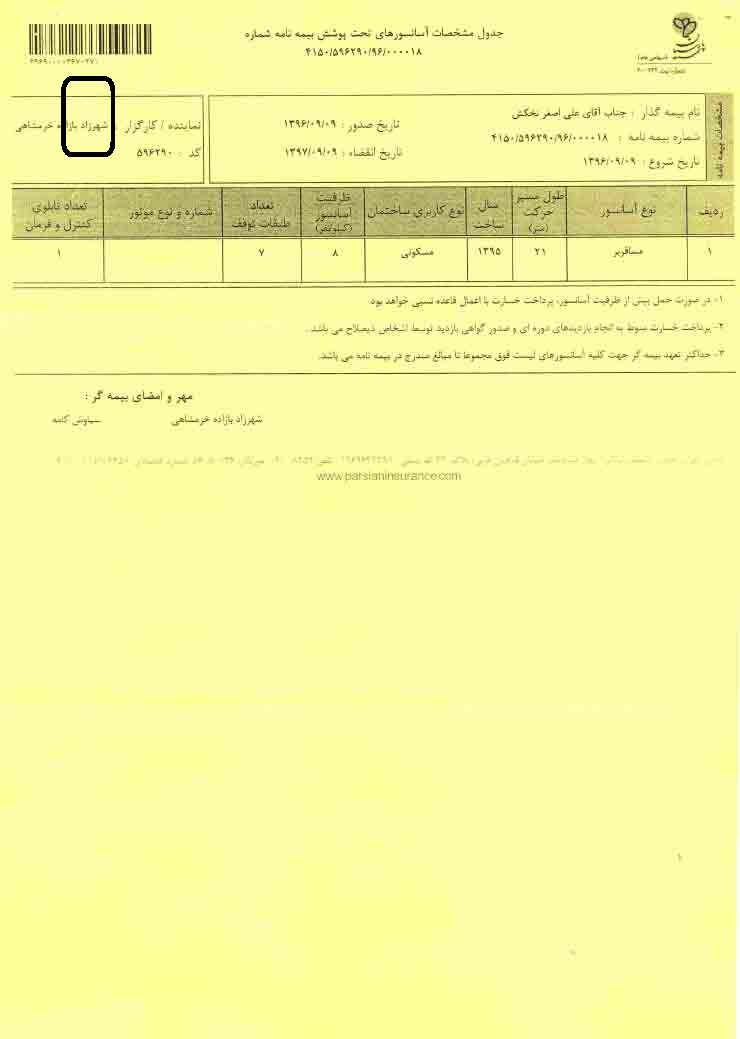 جدول مشخصات آسانسورهای تحت پوشش بیمه نامه شماره
۴۱۵۰/۵۹۶۲۹۰/۹۶/۰۰۰۰۱۸
(سهامی عام)
مشخصات بیمه نامه
نام بیمه گذار : جناب آقای علی اصغر نخکش
شماره بیمه نامه : ۴۱۵۰/۵۹۶۲۹۰/۹۶/۰۰۰۰۱۸
تاریخ شروع : ۱۳۹۶/۰۹/۰۹
تاریخ صدور : ۱۳۹۶/۰۹/۰۹
تاریخ انقضاء : ۱۳۹۷/۰۹/۰۹
نماینده / کارگزار : شهرزاد بازاده خرمشاهی
کد : ۵۹۶۲۹۰
ردیف نوع آسانسور طول مسیر حرکت (متر) سال ساخت نوع کاربری ساختمان ظرفیت آسانسور تعداد طبقات توقف شماره و نوع موتور تعداد تابلوی کنترل و فرمان
۱ مسافربر ۲۱ ۱۳۹۵ مسکونی ۸ ۷ ۱
۱- در صورت حمل بیش از ظرفیت آسانسور، پرداخت خسارت با اعمال قاعده نسبی خواهد بود.
۲- پرداخت خسارت منوط به انجام بازدیدهای دوره ای و صدور گواهی بازدید توسط اشخاص ذیصلاح می باشد .
۳- حداکثر تعهد بیمه گر جهت کلیه آسانسورهای لیست فوق مجموعا تا مبالغ مندرج در بیمه نامه می باشد.
مهر و امضای بیمه گر :
شهرزاد بازاده خرمشاهی سیاوش کامه
www.parsianinsurance.com
۱